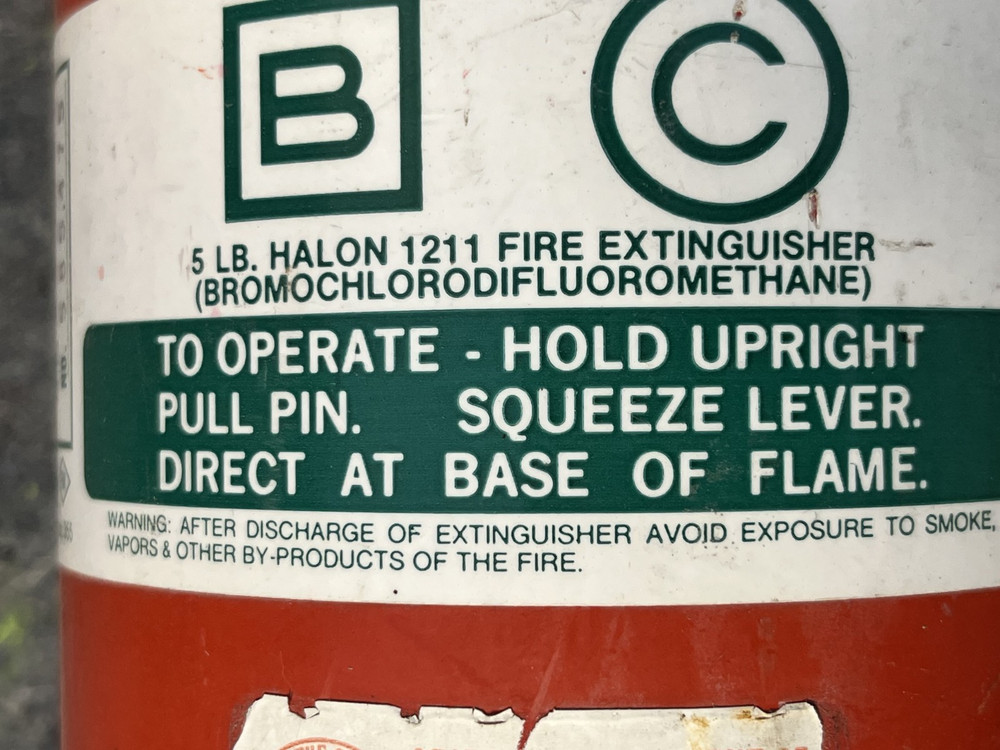 B
C
5 LB. HALON 1211 FIRE EXTINGUISHER
(BROMOCHLORODIFLUOROMETHANE)
TO OPERATE - HOLD UPRIGHT
PULL PIN. SQUEEZE LEVER.
DIRECT AT BASE OF FLAME.
WARNING: AFTER DISCHARGE OF EXTINGUISHER AVOID EXPOSURE TO SMOKE,
VAPORS & OTHER BY-PRODUCTS OF THE FIRE.
NO.